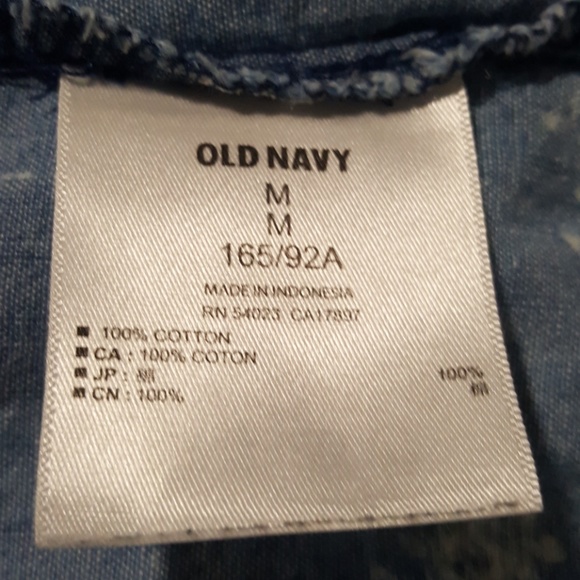 OLD NAVY
M
M
165/92A
MADE IN INDONESIA
RN 54023 CA17897
100% COTTON
CA : 100% COTON
JP : 綿 100%
CN : 100% 棉